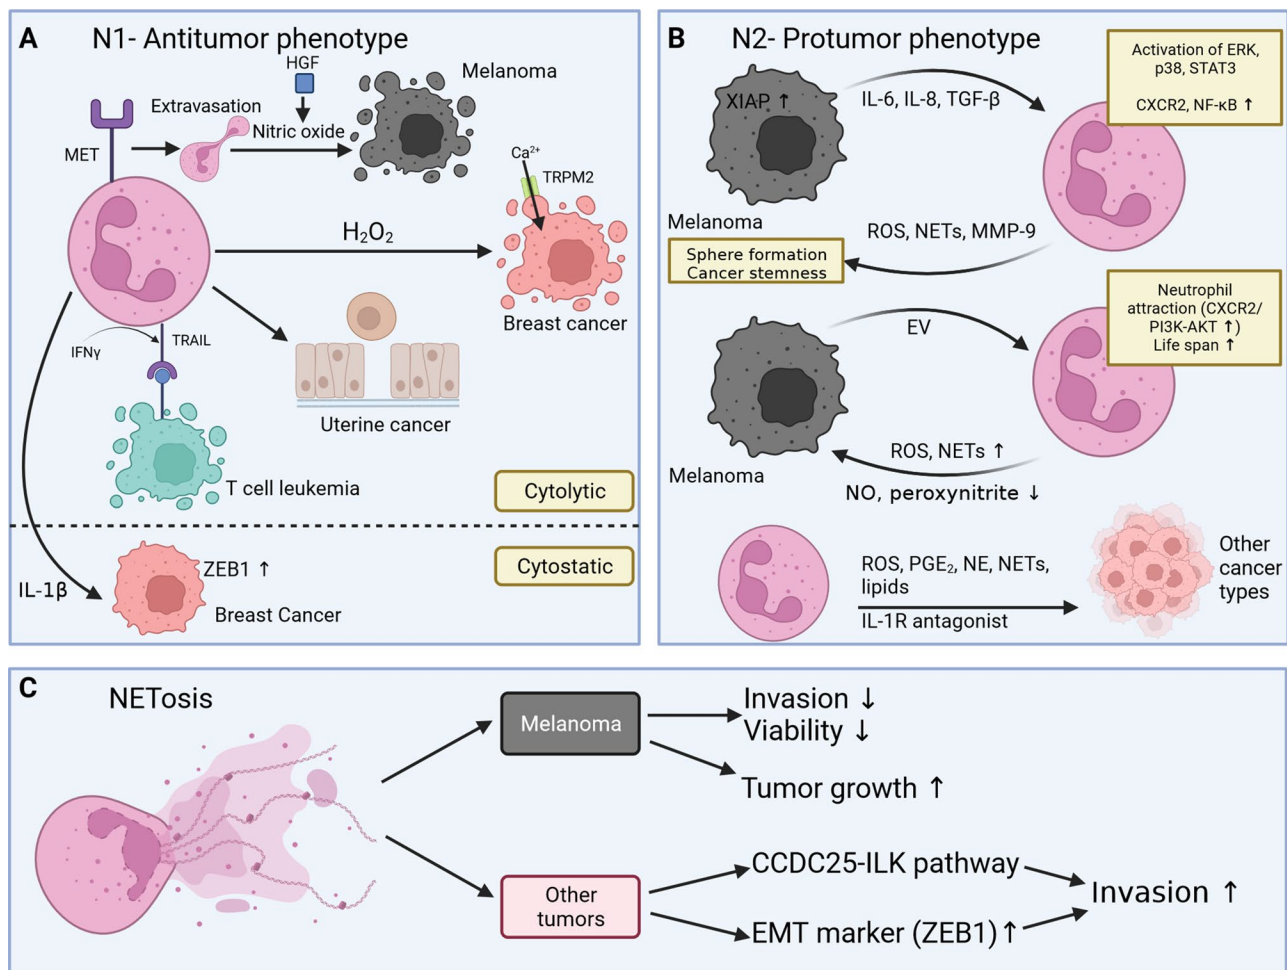 A
N1- Antitumor phenotype
HGF
Melanoma
Extravasation
Nitric oxide
MET
Ca²⁺
TRPM2
H₂O₂
Breast cancer
IFNγ
TRAIL
Uterine cancer
T cell leukemia
Cytolytic
Cytostatic
ZEB1 ↑
IL-1β
Breast Cancer
B
N2- Protumor phenotype
Activation of ERK,
p38, STAT3
CXCR2, NF-κB ↑
XIAP ↑
IL-6, IL-8, TGF-β
Melanoma
ROS, NETs, MMP-9
Sphere formation
Cancer stemness
Neutrophil
attraction (CXCR2/
PI3K-AKT ↑)
Life span ↑
EV
Melanoma
ROS, NETs ↑
NO, peroxynitrite ↓
ROS, PGE₂, NE, NETs,
lipids
IL-1R antagonist
Other
cancer
types
C
NETosis
Melanoma
Invasion ↓
Viability ↓
Tumor growth ↑
Other
tumors
CCDC25-ILK pathway
EMT marker (ZEB1)↑
Invasion ↑